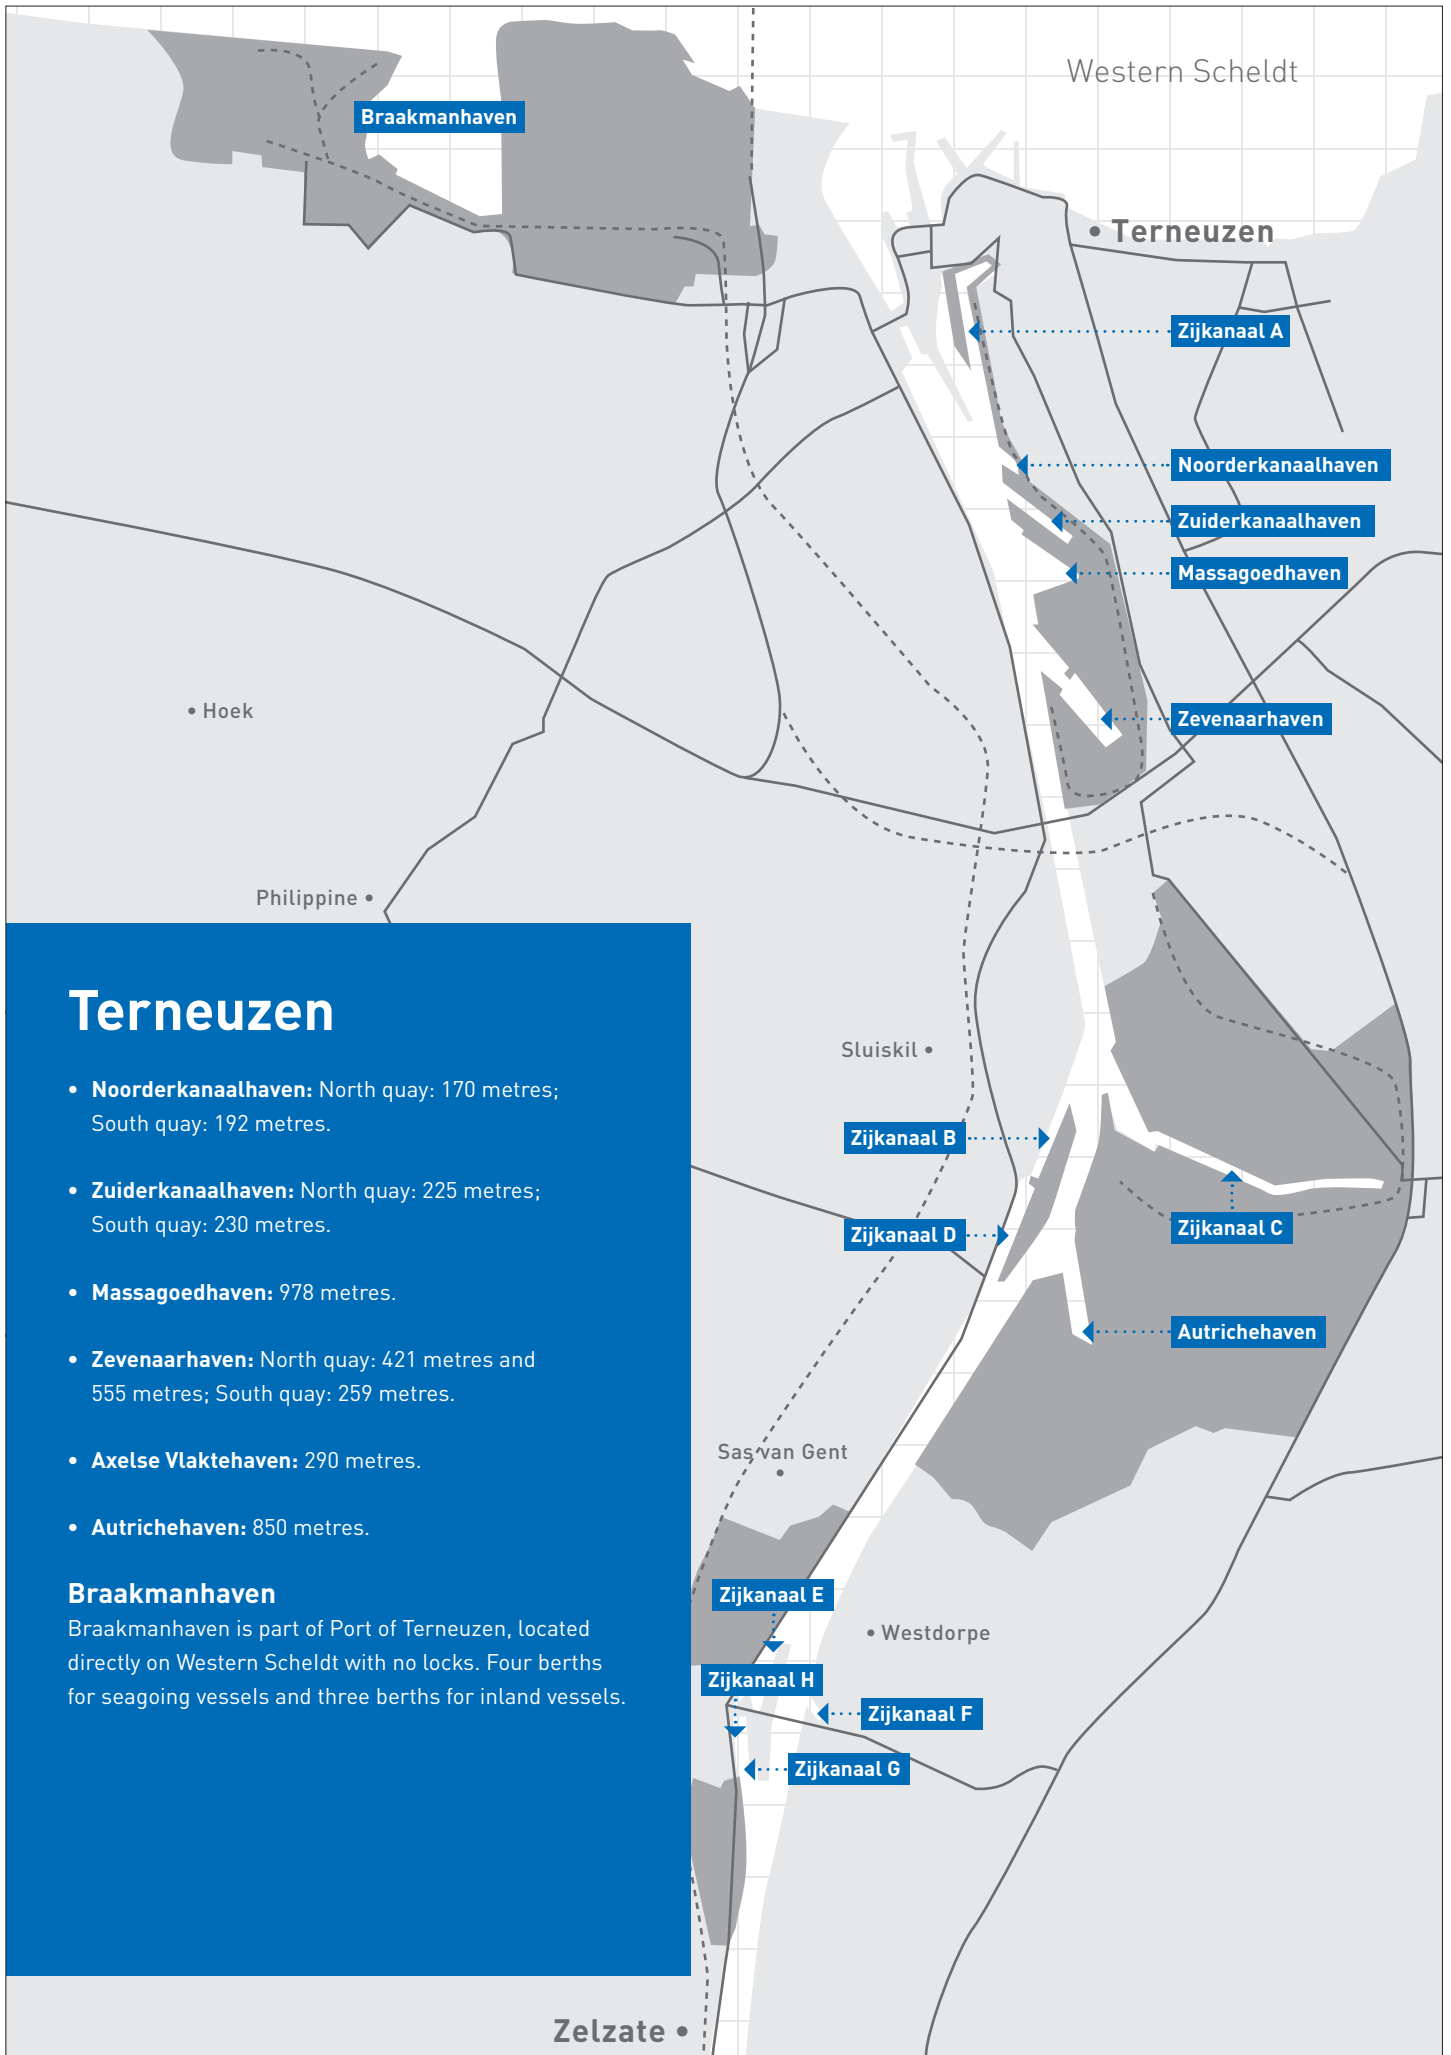 Western Scheldt
Braakmanhaven
Terneuzen
Zijkanaal A
Noorderkanaalhaven
Zuiderkanaalhaven
Massagoedhaven
Hoek
Zevenaarhaven
Philippine
Terneuzen
• Noorderkanaalhaven: North quay: 170 metres;
South quay: 192 metres.
• Zuiderkanaalhaven: North quay: 225 metres;
South quay: 230 metres.
• Massagoedhaven: 978 metres.
• Zevenaarhaven: North quay: 421 metres and
555 metres; South quay: 259 metres.
• Axelse Vlaktehaven: 290 metres.
• Autrichehaven: 850 metres.
Braakmanhaven
Braakmanhaven is part of Port of Terneuzen, located
directly on Western Scheldt with no locks. Four berths
for seagoing vessels and three berths for inland vessels.
Sluiskil
Zijkanaal B
Zijkanaal D
Zijkanaal C
Autrichehaven
Sas van Gent
Zijkanaal E
Westdorpe
Zijkanaal H
Zijkanaal F
Zijkanaal G
Zelzate